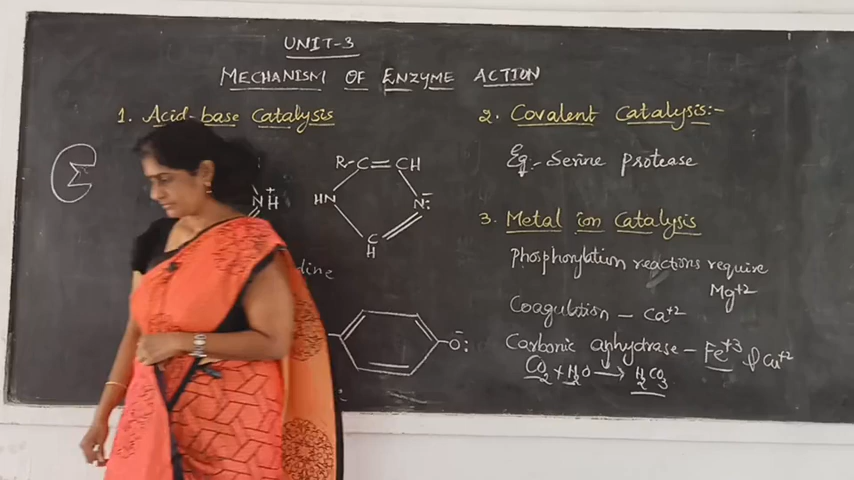 UNIT-3
MECHANISM OF ENZYME ACTION
1. Acid-base Catalysis
R-C=CH
HN
N:
C
H
NH
+
dine
O:
2. Covalent Catalysis:-
Eg:- Serine protease
3. Metal ion Catalysis
Phosphorylation reactions require
Mg+2
Coagulation - Ca+2
Carbonic anhydrase - Fe+3 & Cu+2
CO2 + H2O → H2CO3